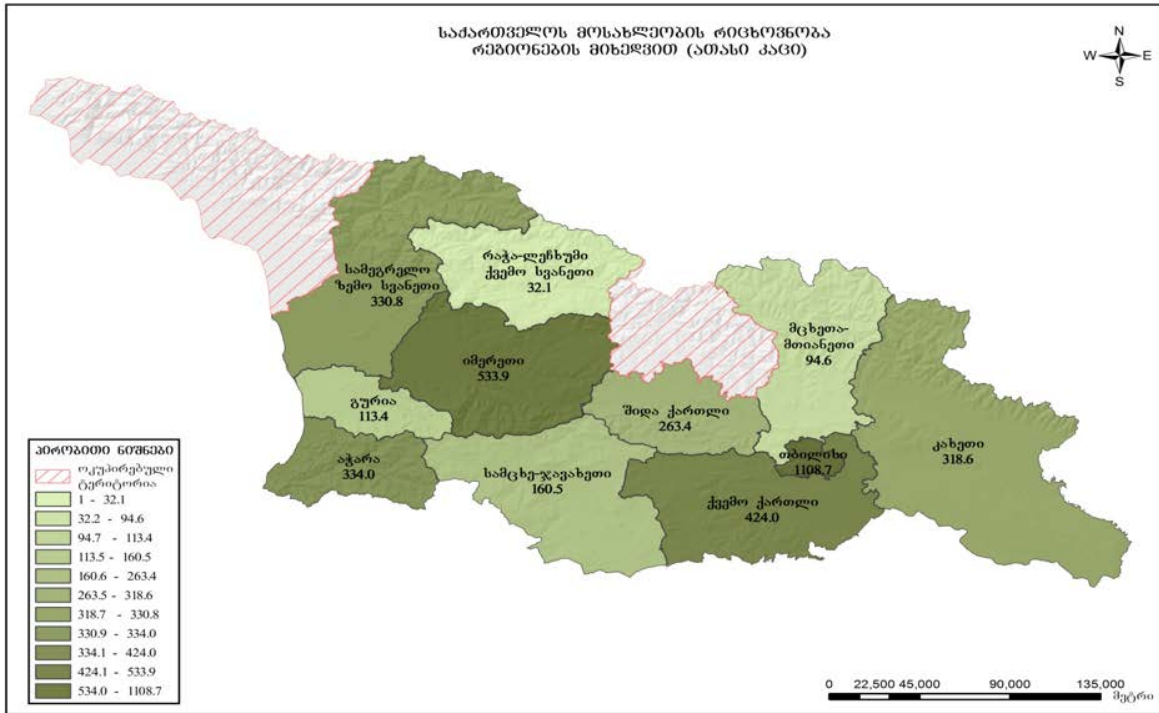 საქართველოს მოსახლეობის რიცხოვნობა
რეგიონების მიხედვით (ათასი კაცი)
N
W E
S
რაჭა-ლეჩხუმი
ქვემო სვანეთი
32.1
სამეგრელო
ზემო სვანეთი
330.8
მცხეთა-
მთიანეთი
94.6
იმერეთი
533.9
გურია
113.4
შიდა ქართლი
263.4
კახეთი
318.6
აჭარა
334.0
თბილისი
1108.7
სამცხე-ჯავახეთი
160.5
ქვემო ქართლი
424.0
პირობითი ნიშნები
ოკუპირებული
ტერიტორია
1 - 32.1
32.2 - 94.6
94.7 - 113.4
113.5 - 160.5
160.6 - 263.4
263.5 - 318.6
318.7 - 330.8
330.9 - 334.0
334.1 - 424.0
424.1 - 533.9
534.0 - 1108.7
0 22,500 45,000 90,000 135,000
მეტრი